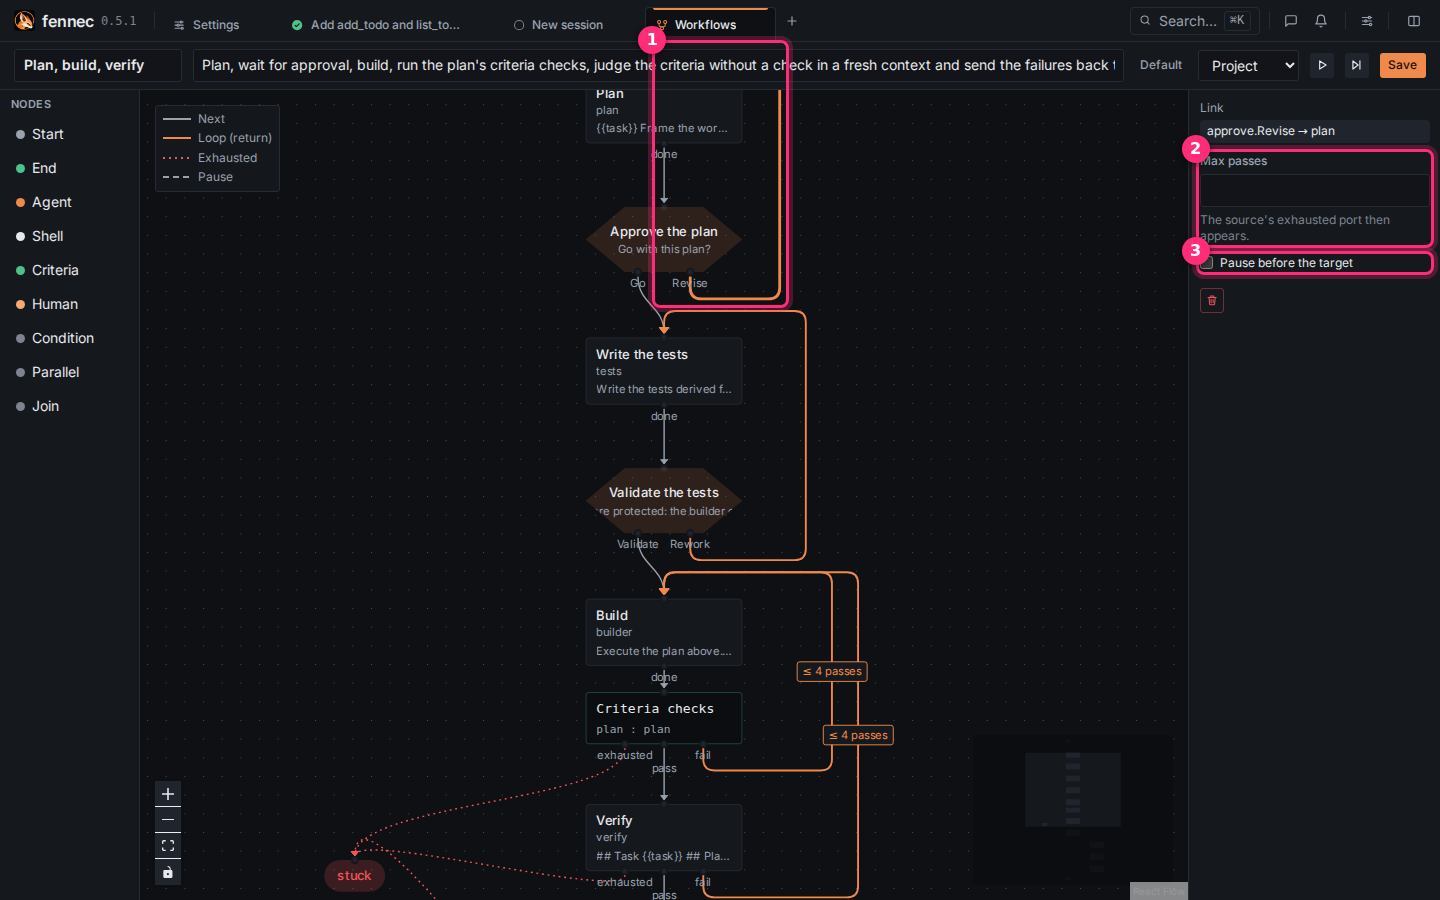 fennec 0.5.1
Settings
Add add_todo and list_to...
New session
Workflows
Search... ⌘K
Plan, build, verify
Plan, wait for approval, build, run the plan's criteria checks, judge the criteria without a check in a fresh context and send the failures back t
Default
Project
Save
NODES
Start
End
Agent
Shell
Criteria
Human
Condition
Parallel
Join
Next
Loop (return)
Exhausted
Pause
1
Plan
plan
{{task}} Frame the wor...
done
Approve the plan
Go with this plan?
Go
Revise
Write the tests
tests
Write the tests derived f...
done
Validate the tests
re protected: the builder
Validate
Rework
Build
builder
Execute the plan above....
done
≤ 4 passes
Criteria checks
plan : plan
≤ 4 passes
exhausted
fail
pass
Verify
verify
## Task {{task}} ## Pla...
exhausted
fail
pass
stuck
Link
approve.Revise → plan
2
Max passes
The source's exhausted port then
appears.
3
Pause before the target
React Flow